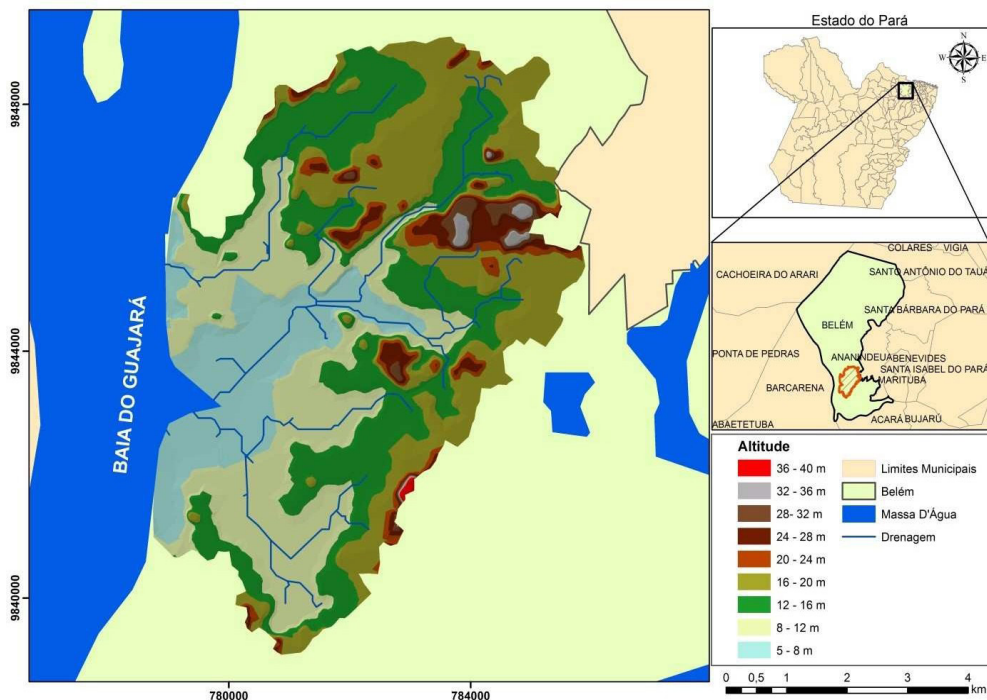 9848000
9844000
9840000
780000
784000
BAIA DO GUAJARÁ
Estado do Pará
N
W
E
S
COLARES
VIGIA
CACHOEIRA DO ARARI
SANTO ANTÔNIO DO TAUÁ
SANTA BÁRBARA DO PARÁ
BELÉM
PONTA DE PEDRAS
ANANINDEUA
BENEVIDES
SANTA ISABEL DO PARÁ
MARITUBA
BARCARENA
ABAETETUBA
ACARÁ
BUJARÚ
Altitude
36 - 40 m
32 - 36 m
28- 32 m
24 - 28 m
20 - 24 m
16 - 20 m
12 - 16 m
8 - 12 m
5 - 8 m
Limites Municipais
Belém
Massa D'Água
Drenagem
0 0,5 1 2 3 4
km